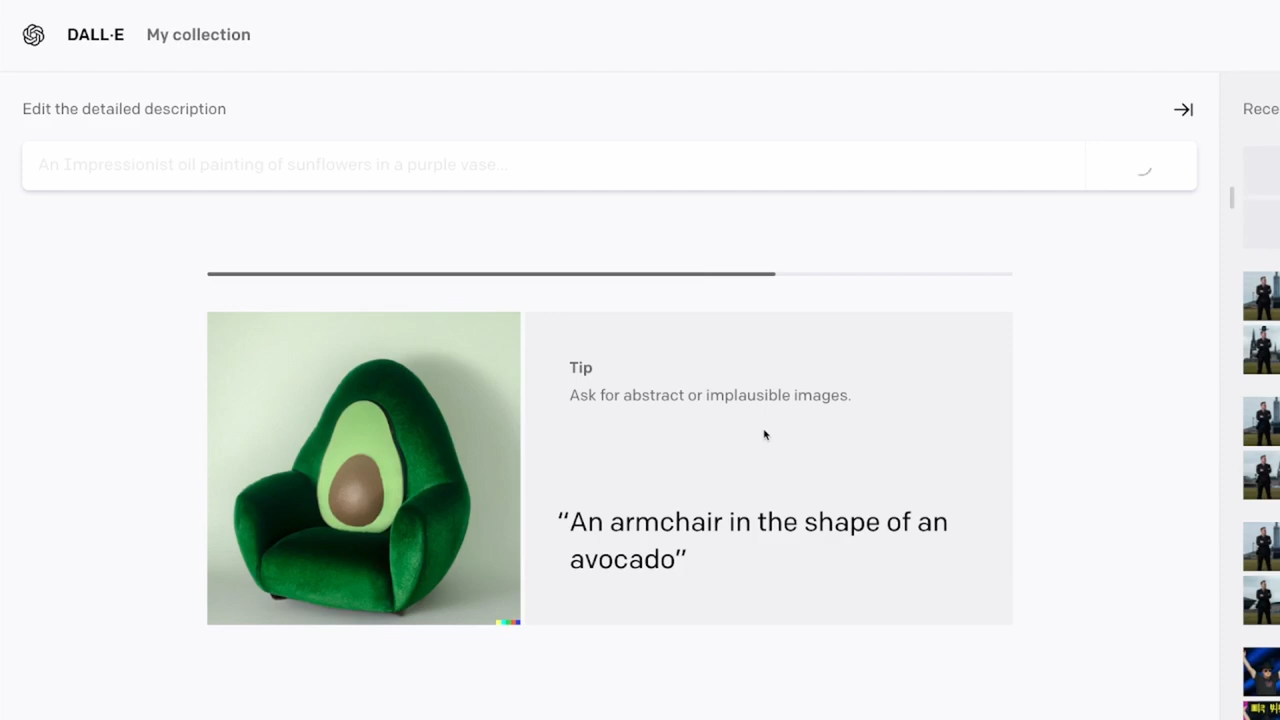 DALL·E My collection
Edit the detailed description
Rece
An Impressionist oil painting of sunflowers in a purple vase...
Tip
Ask for abstract or implausible images.
“An armchair in the shape of an
avocado”